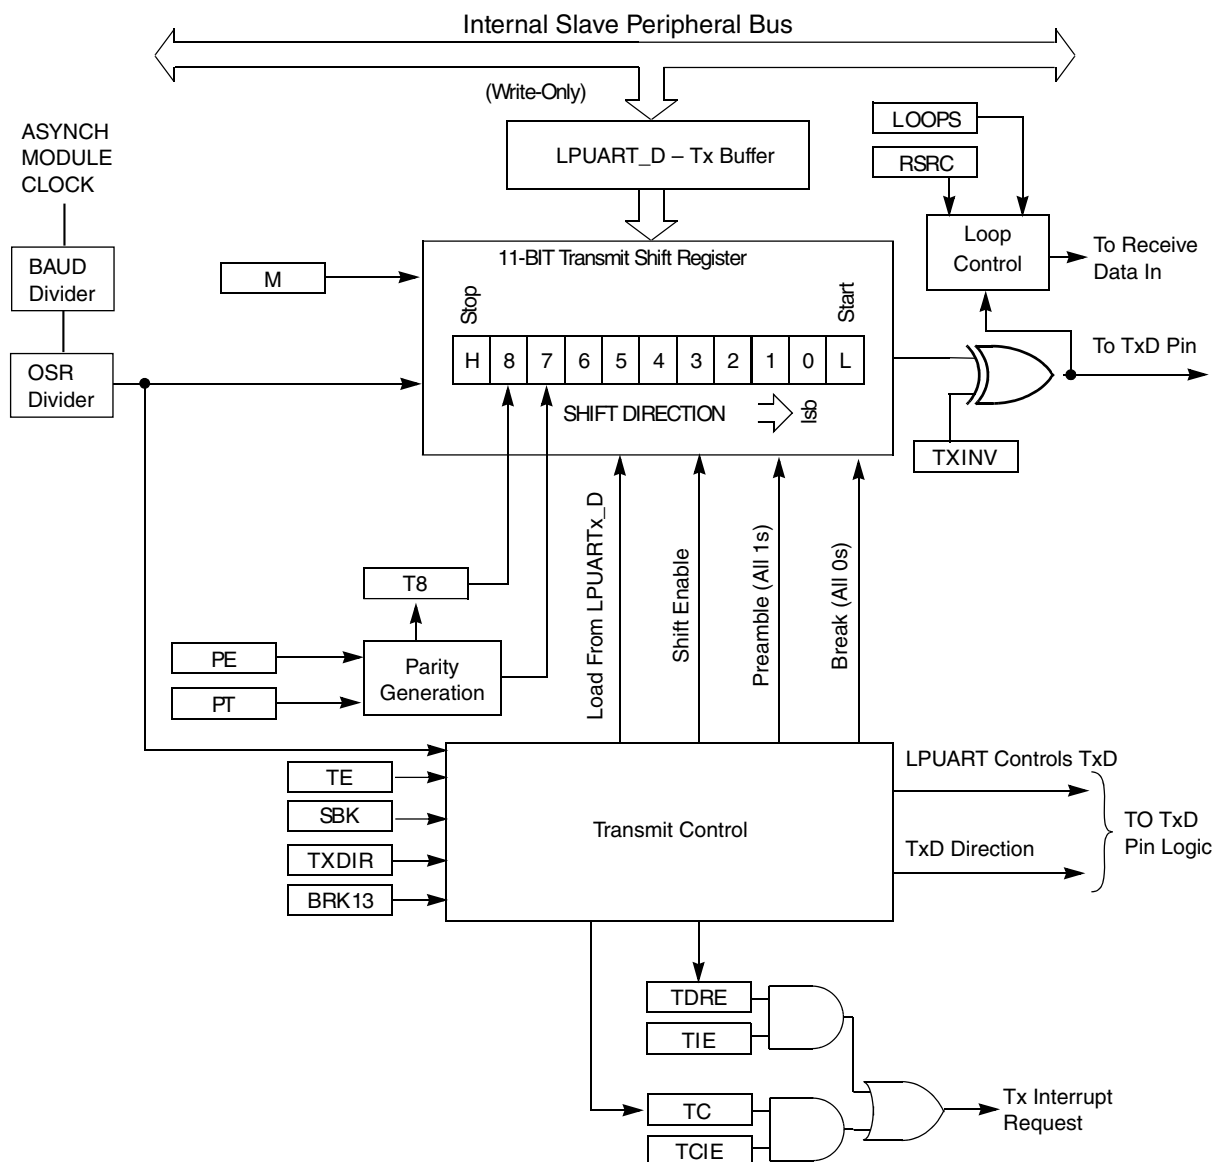 Internal Slave Peripheral Bus
(Write-Only)
LPUART_D – Tx Buffer
LOOPS
RSRC
ASYNCH
MODULE
CLOCK
BAUD
Divider
OSR
Divider
M
11-BIT Transmit Shift Register
Stop
Start
H 8 7 6 5 4 3 2 1 0 L
SHIFT DIRECTION
lsb
Loop
Control
To Receive
Data In
To TxD Pin
TXINV
T8
PE
PT
Parity
Generation
Load From LPUARTx_D
Shift Enable
Preamble (All 1s)
Break (All 0s)
TE
SBK
TXDIR
BRK13
Transmit Control
LPUART Controls TxD
TxD Direction
TO TxD
Pin Logic
TDRE
TIE
TC
TCIE
Tx Interrupt
Request